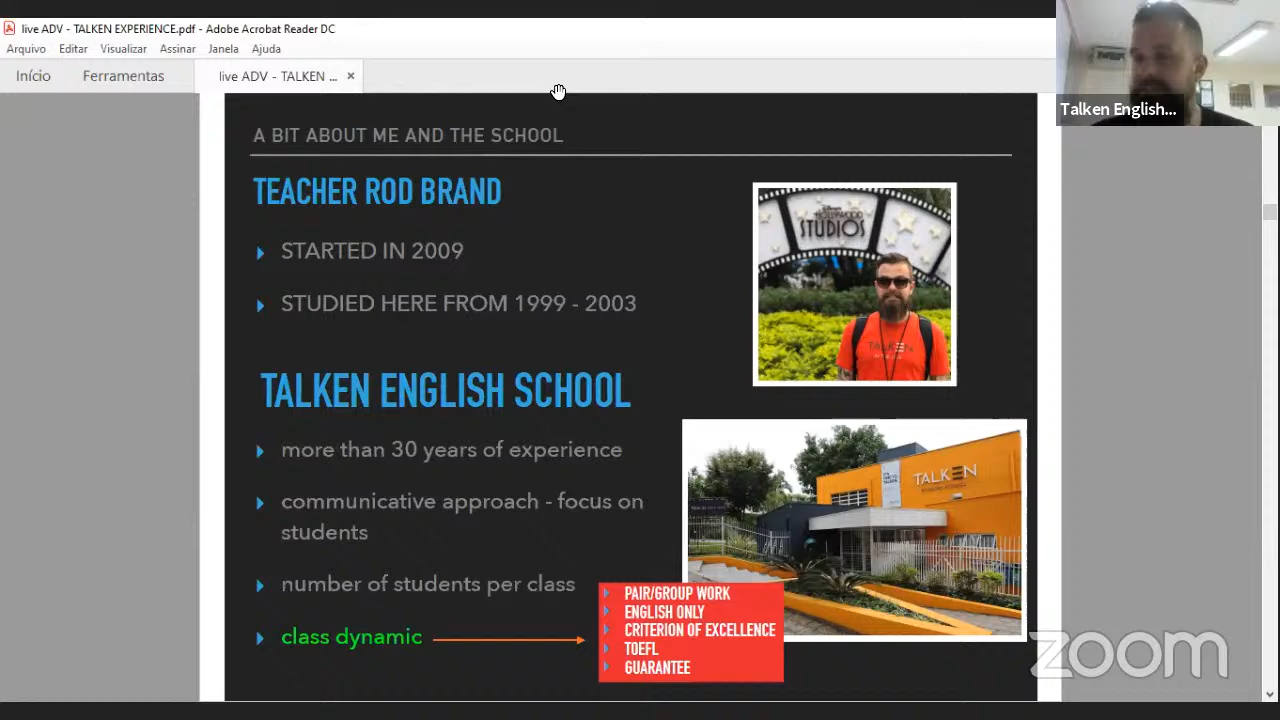 live ADV - TALKEN EXPERIENCE.pdf - Adobe Acrobat Reader DC
Arquivo Editar Visualizar Assinar Janela Ajuda
Início Ferramentas live ADV - TALKEN ... ×
Talken English...
A BIT ABOUT ME AND THE SCHOOL
TEACHER ROD BRAND
STARTED IN 2009
STUDIED HERE FROM 1999 - 2003
HOLLYWOOD
STUDIOS
TALKEN
TALKEN ENGLISH SCHOOL
more than 30 years of experience
communicative approach - focus on
students
number of students per class
class dynamic
TALKEN
PAIR/GROUP WORK
ENGLISH ONLY
CRITERION OF EXCELLENCE
TOEFL
GUARANTEE
zoom